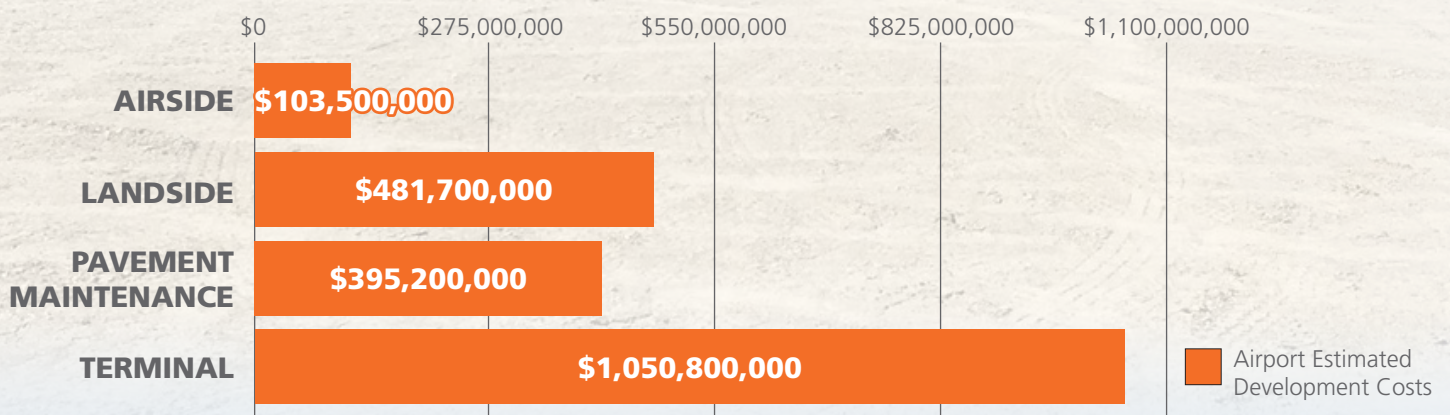 $0 $275,000,000 $550,000,000 $825,000,000 $1,100,000,000
AIRSIDE $103,500,000
LANDSIDE $481,700,000
PAVEMENT
MAINTENANCE $395,200,000
TERMINAL $1,050,800,000
Airport Estimated
Development Costs